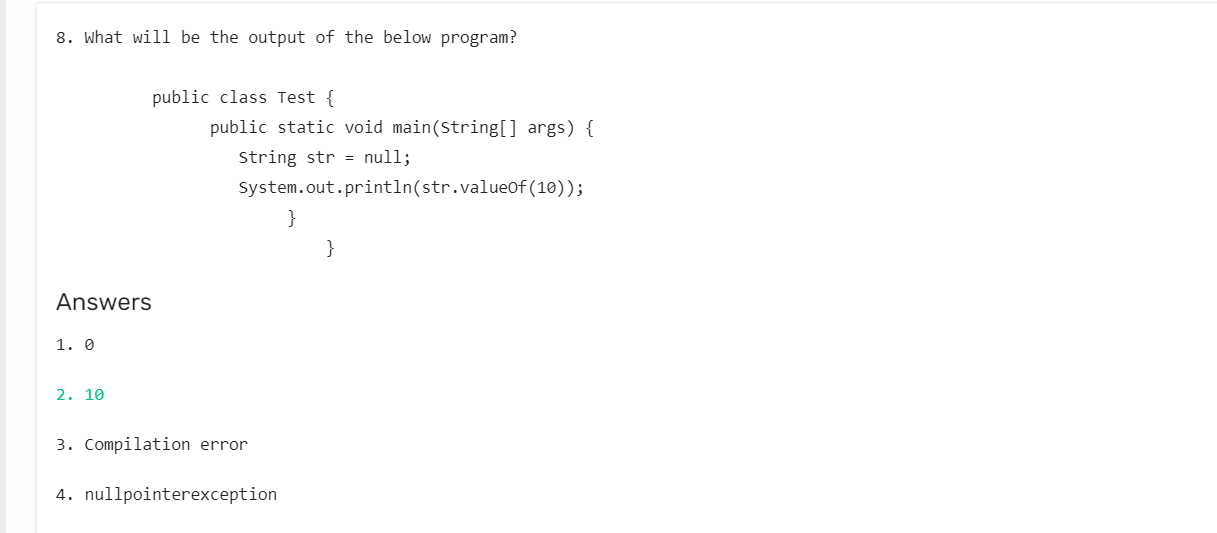 8. What will be the output of the below program?
public class Test {
public static void main(String[] args) {
String str = null;
System.out.println(str.valueOf(10));
}
}
Answers
1. 0
2. 10
3. Compilation error
4. nullpointerexception